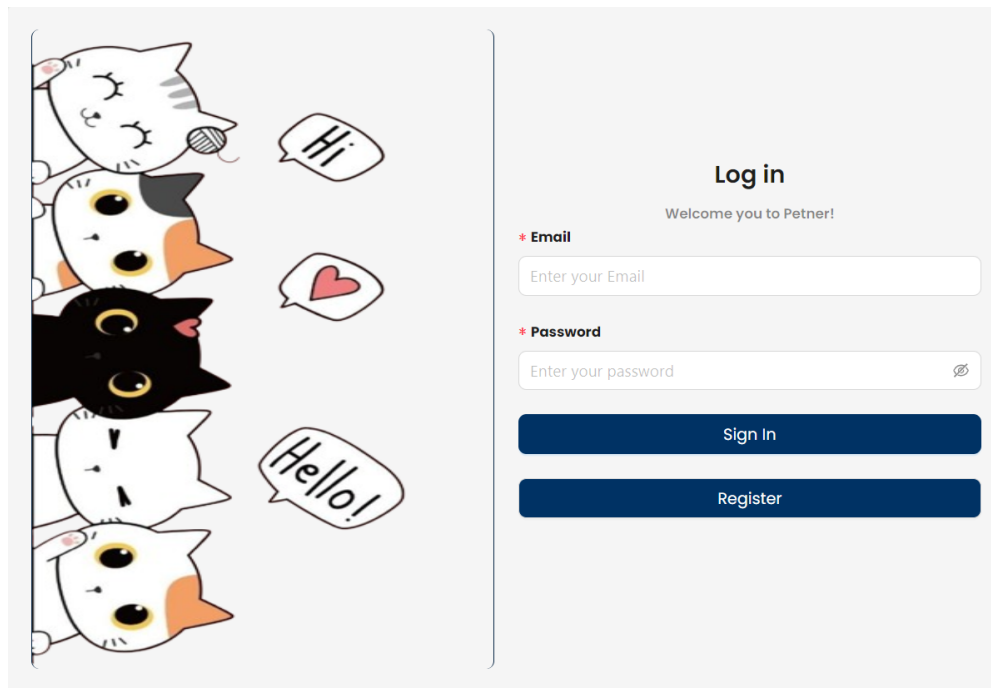 Hi
Hello!
Log in
Welcome you to Petner!
* Email
Enter your Email
* Password
Enter your password
Sign In
Register